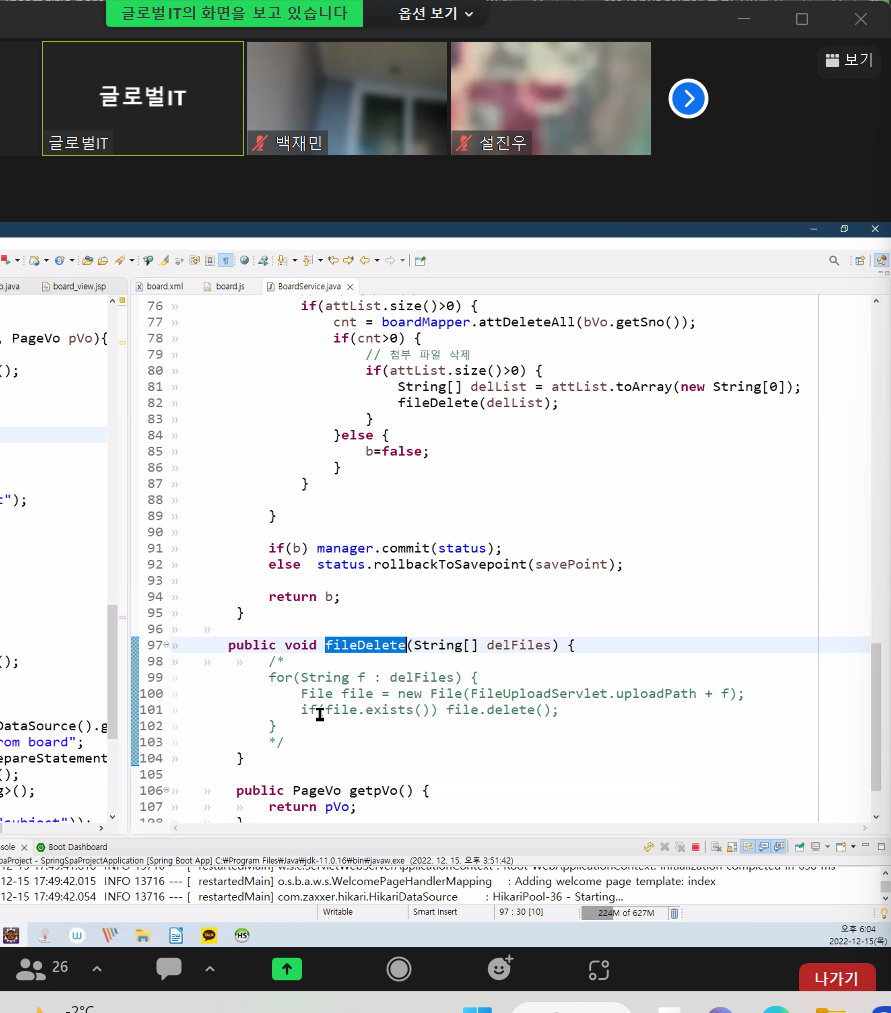 글로벌IT의 화면을 보고 있습니다
옵션 보기
글로벌IT
글로벌IT
백재민
설진우
보기
o.java
board_view.jsp
board.xml
board.js
BoardService.java
, PageVo pVo){
();
t");
();
DataSource().g
rom board";
epareStatement
();
g>();
"subject"));
76 if(attList.size()>0) {
77 cnt = boardMapper.attDeleteAll(bVo.getSno());
78 if(cnt>0) {
79 // 첨부 파일 삭제
80 if(attList.size()>0) {
81 String[] delList = attList.toArray(new String[0]);
82 fileDelete(delList);
83 }
84 }else {
85 b=false;
86 }
87 }
88
89 }
90
91 if(b) manager.commit(status);
92 else status.rollbackToSavepoint(savePoint);
93
94 return b;
95 }
96
97 public void fileDelete(String[] delFiles) {
98 /*
99 for(String f : delFiles) {
100 File file = new File(FileUploadServlet.uploadPath + f);
101 if(file.exists()) file.delete();
102 }
103 */
104 }
105
106 public PageVo getpVo() {
107 return pVo;
108 }
sole
Boot Dashboard
paProject - SpringSpaProjectApplication [Spring Boot App] C:₩Program Files₩Java₩jdk-11.0.16₩bin₩javaw.exe (2022. 12. 15. 오후 3:51:42)
12-15 17:49:42.015 INFO 13716 --- [ restartedMain] o.s.b.a.w.s.WelcomePageHandlerMapping : Adding welcome page template: index
12-15 17:49:42.054 INFO 13716 --- [ restartedMain] com.zaxxer.hikari.HikariDataSource : HikariPool-36 - Starting...
Writable
Smart Insert
97 : 30 [10]
224M of 627M
오후 6:04
2022-12-15(목)
26
나가기
-2°C